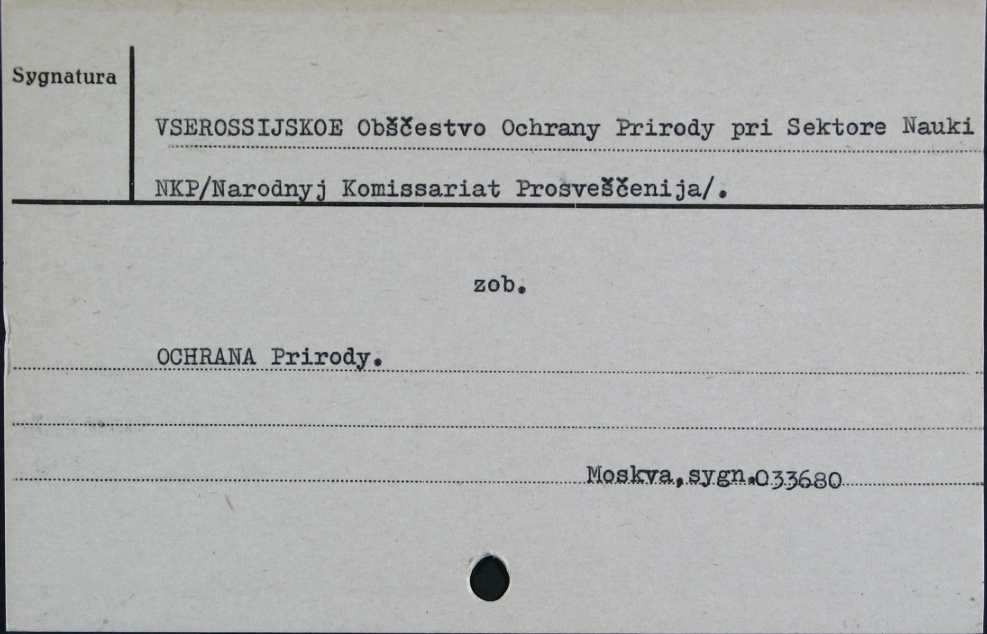 Sygnatura
VSEROSSIJSKOE Obščestvo Ochrany Prirody pri Sektore Nauki
NKP/Narodnyj Komissariat Prosveščenija/.
zob.
OCHRANA Prirody.
Moskva,sygn.033680